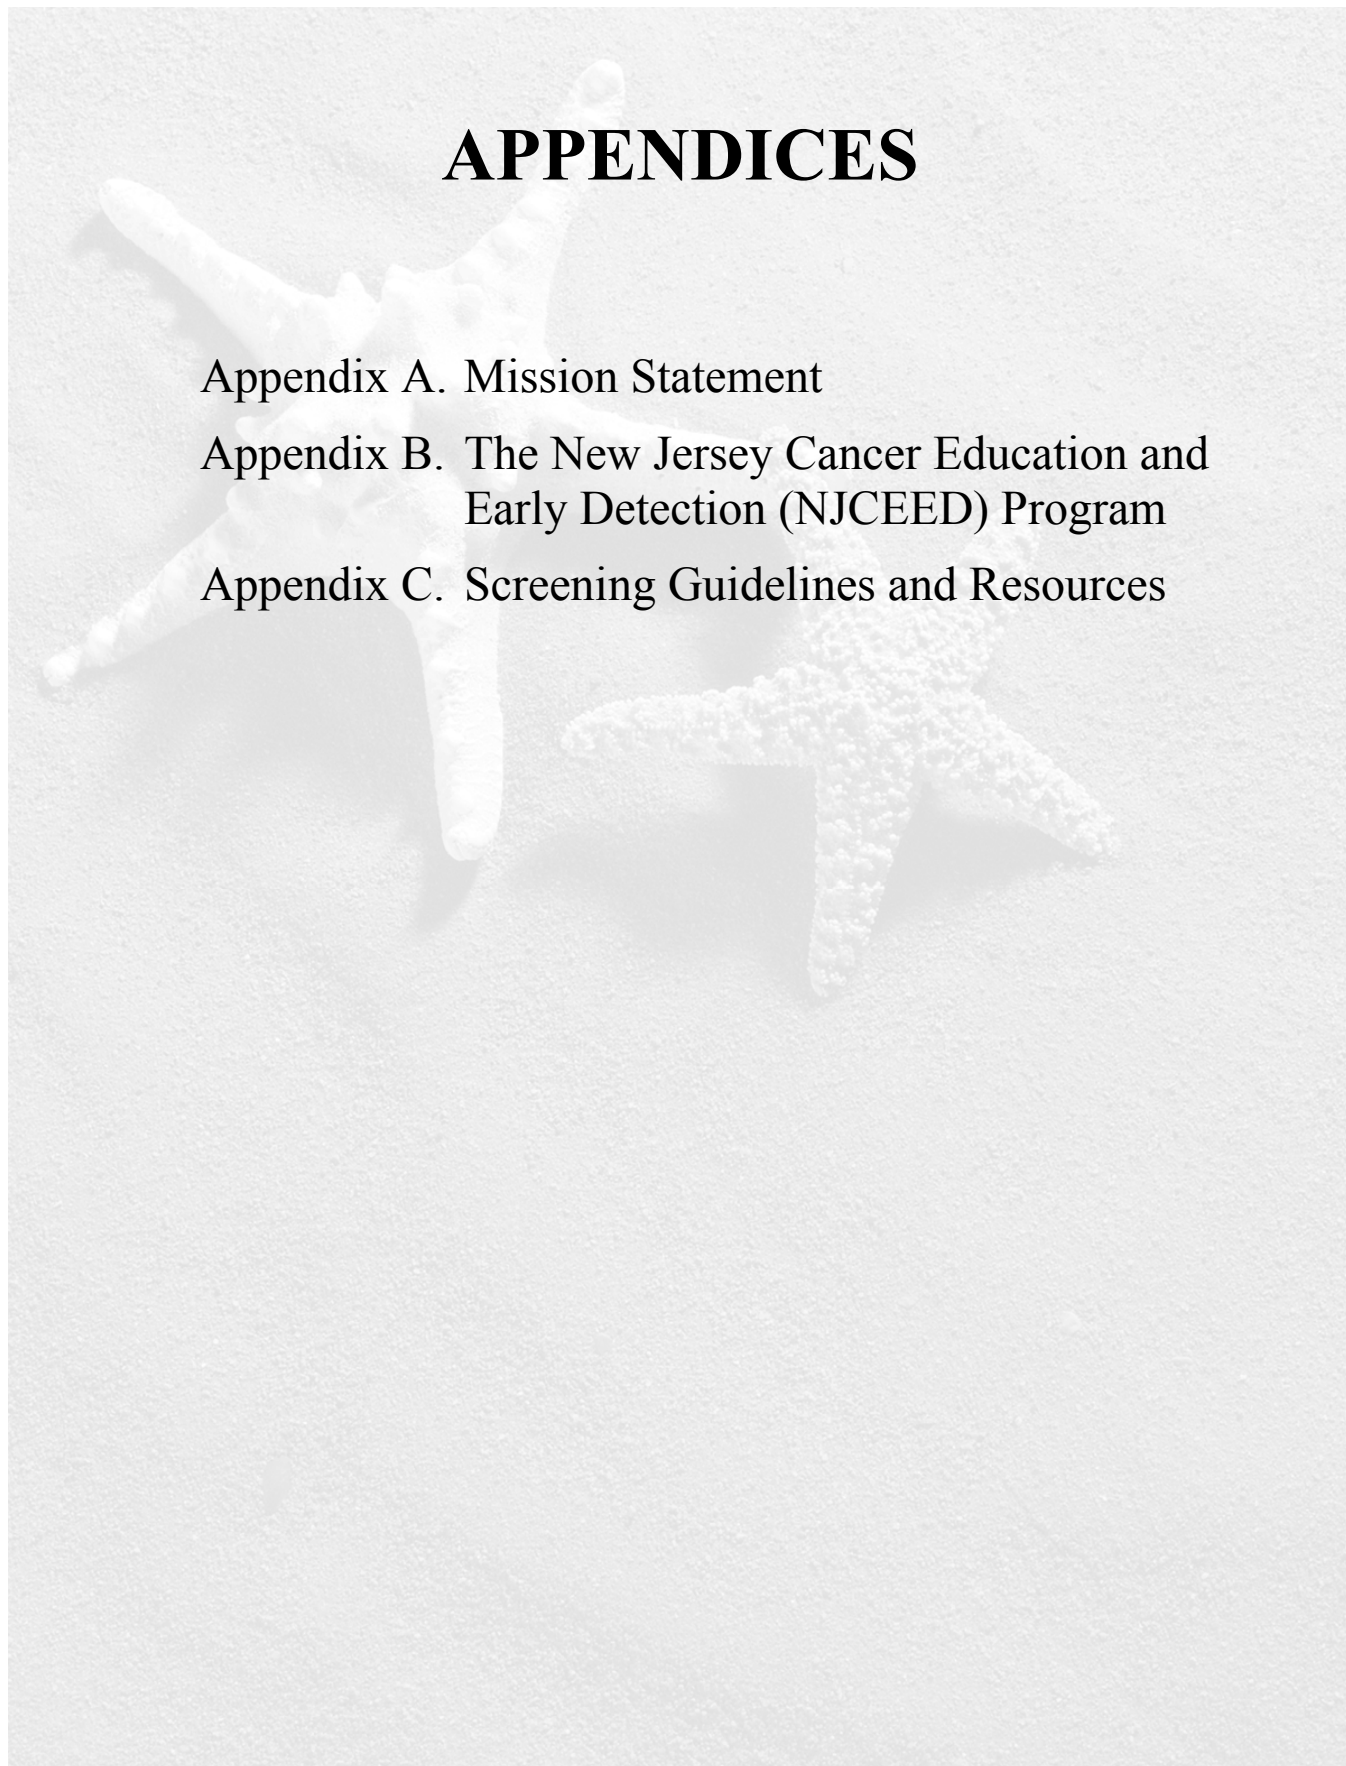 APPENDICES
Appendix A. Mission Statement
Appendix B. The New Jersey Cancer Education and
Early Detection (NJCEED) Program
Appendix C. Screening Guidelines and Resources